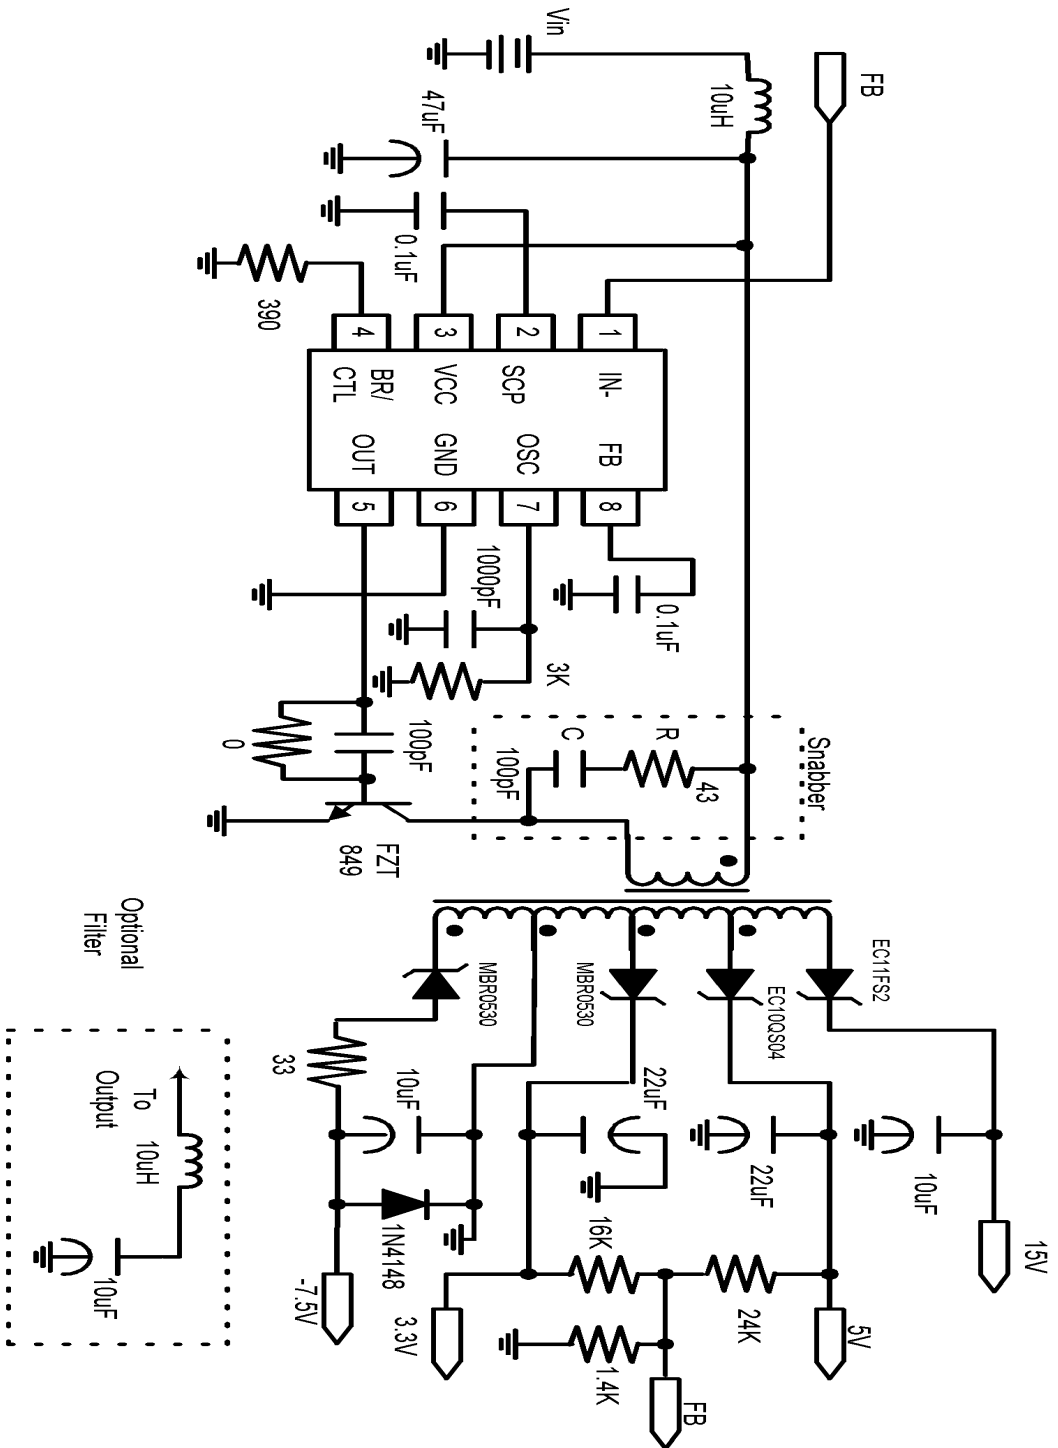 Vin
10uH
FB
47uF
0.1uF
390
4
3
2
1
BR/
CTL
VCC
SCP
IN-
OUT
GND
OSC
FB
5
6
7
8
1000pF
0.1uF
3K
0
100pF
FZT
849
Snabber
R
43
C
100pF
EC11FS2
EC10QS04
MBR0530
MBR0530
33
10uF
22uF
22uF
10uF
1N4148
16K
24K
1.4K
15V
5V
FB
3.3V
-7.5V
Optional
Filter
To
Output
10uH
10uF